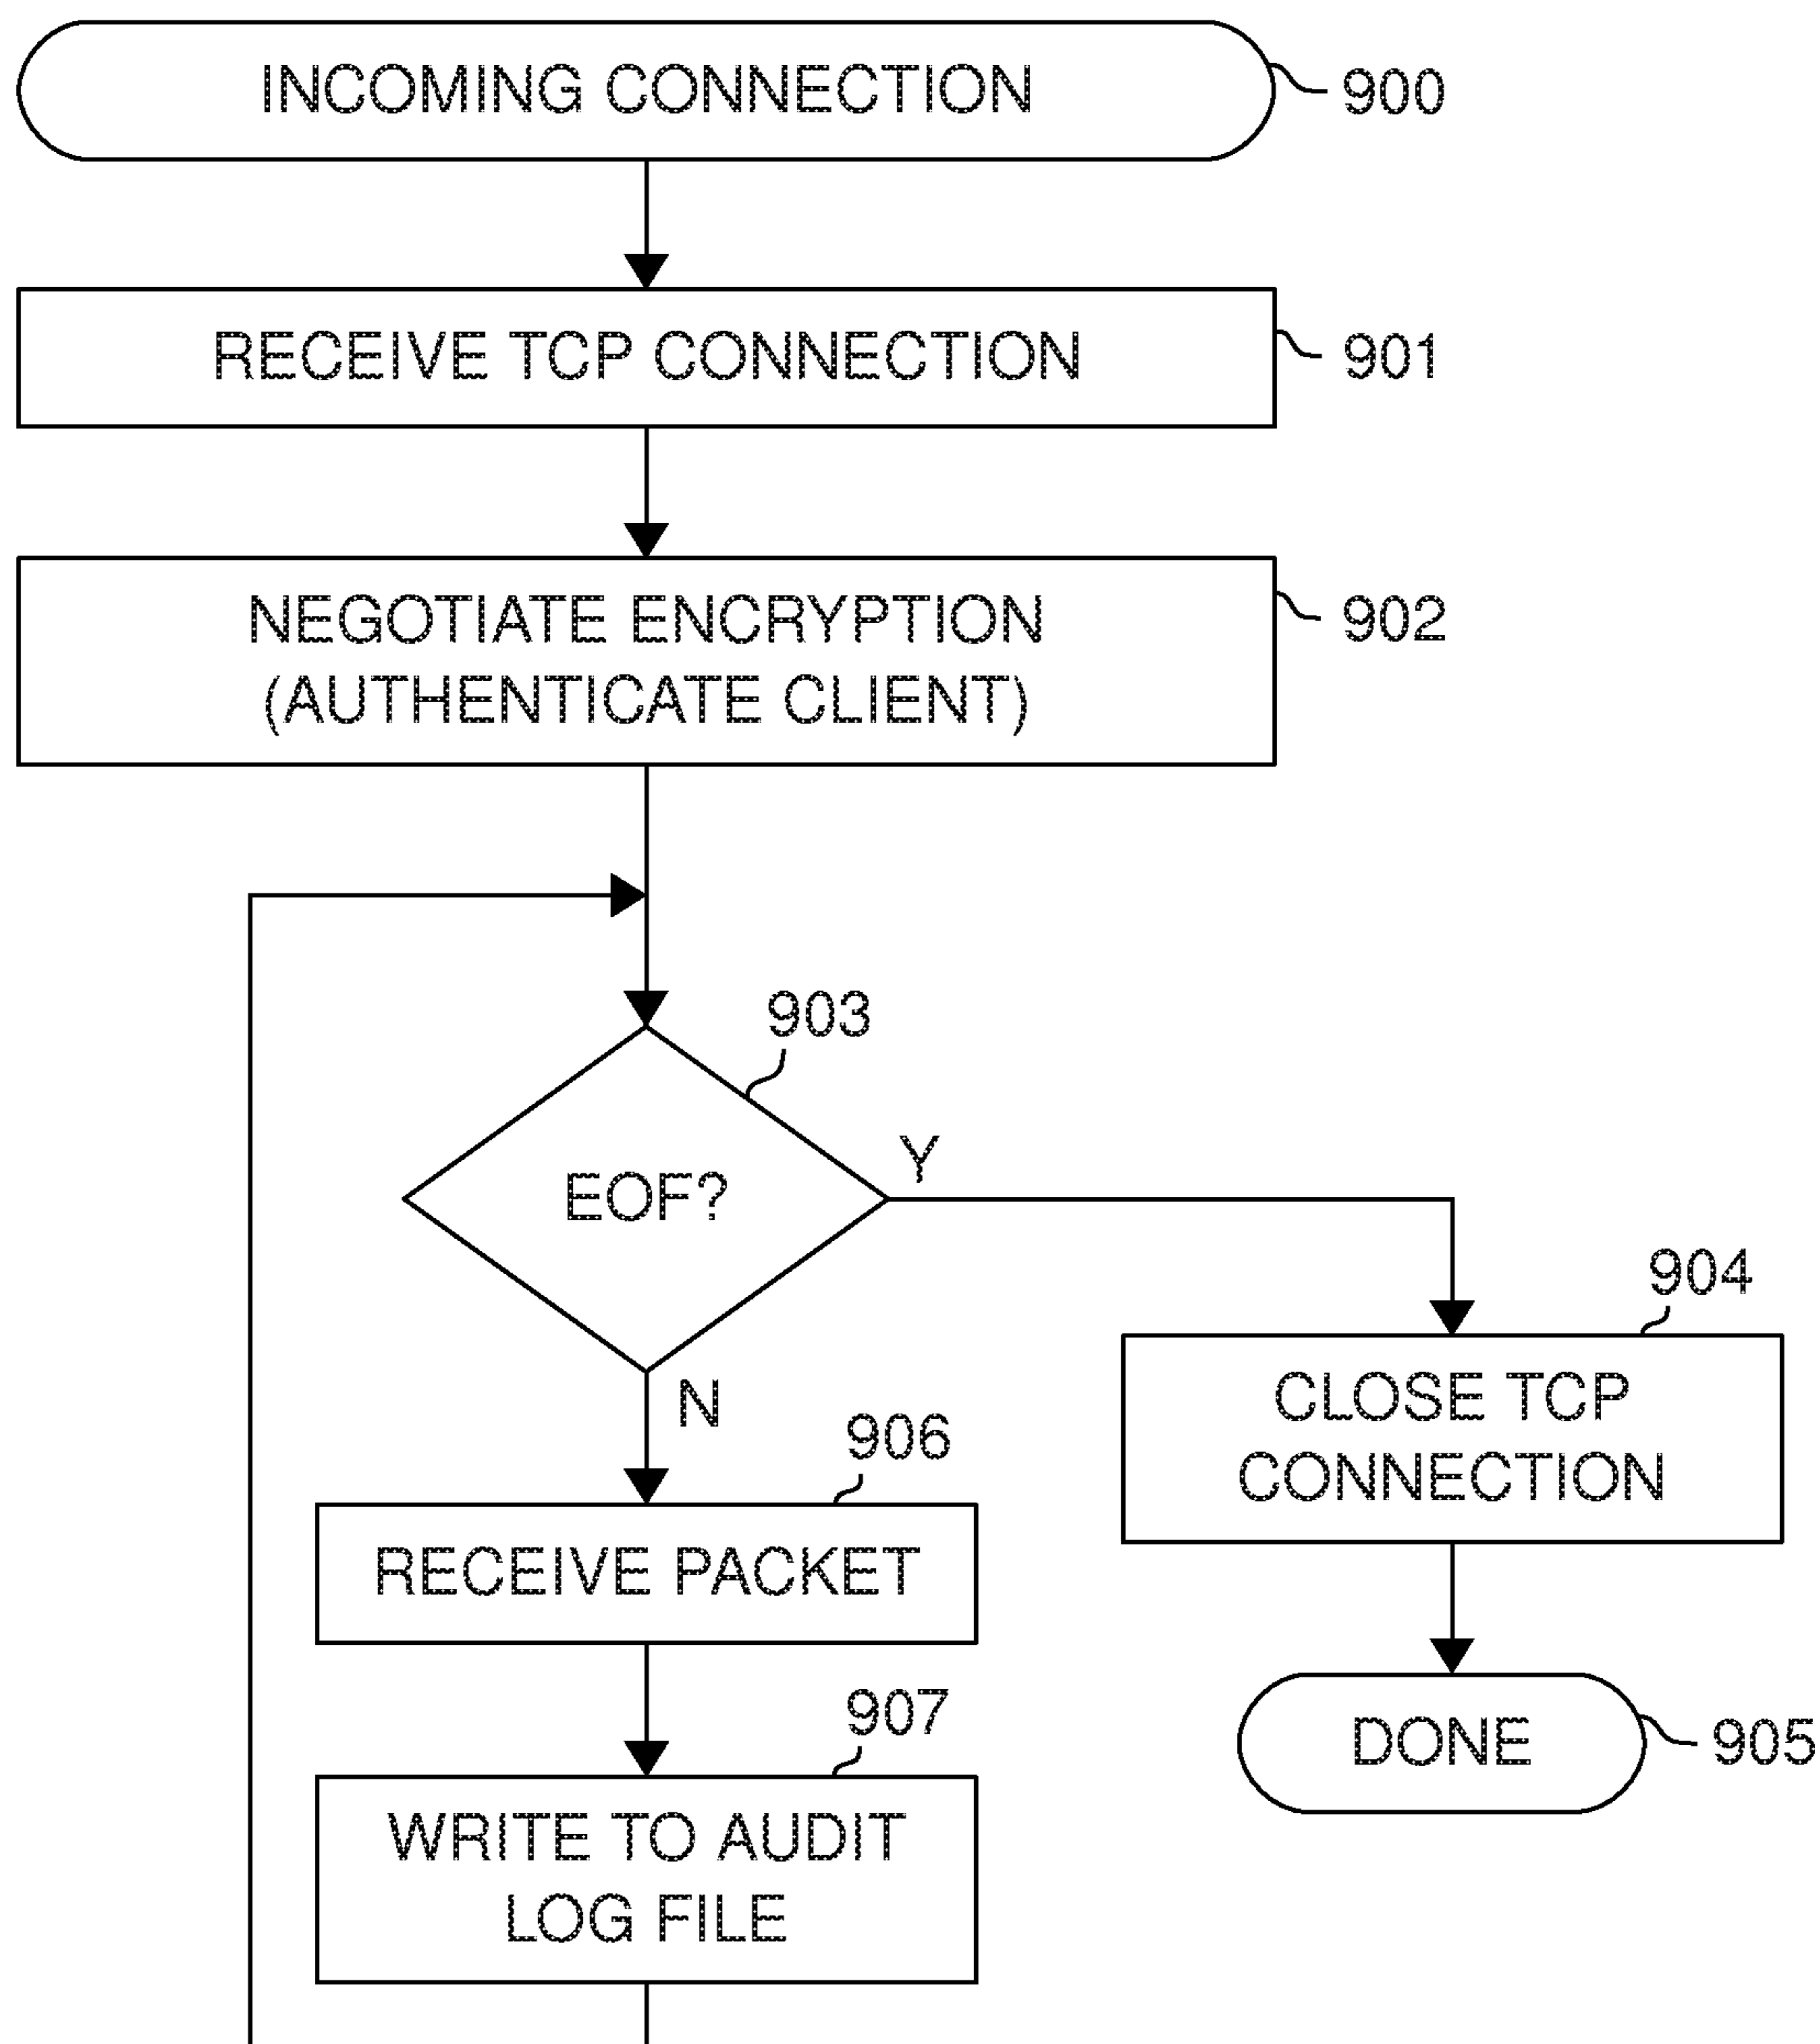 INCOMING CONNECTION
900
RECEIVE TCP CONNECTION
901
NEGOTIATE ENCRYPTION
(AUTHENTICATE CLIENT)
902
903
EOF?
Y
N
904
CLOSE TCP
CONNECTION
906
RECEIVE PACKET
905
DONE
907
WRITE TO AUDIT
LOG FILE